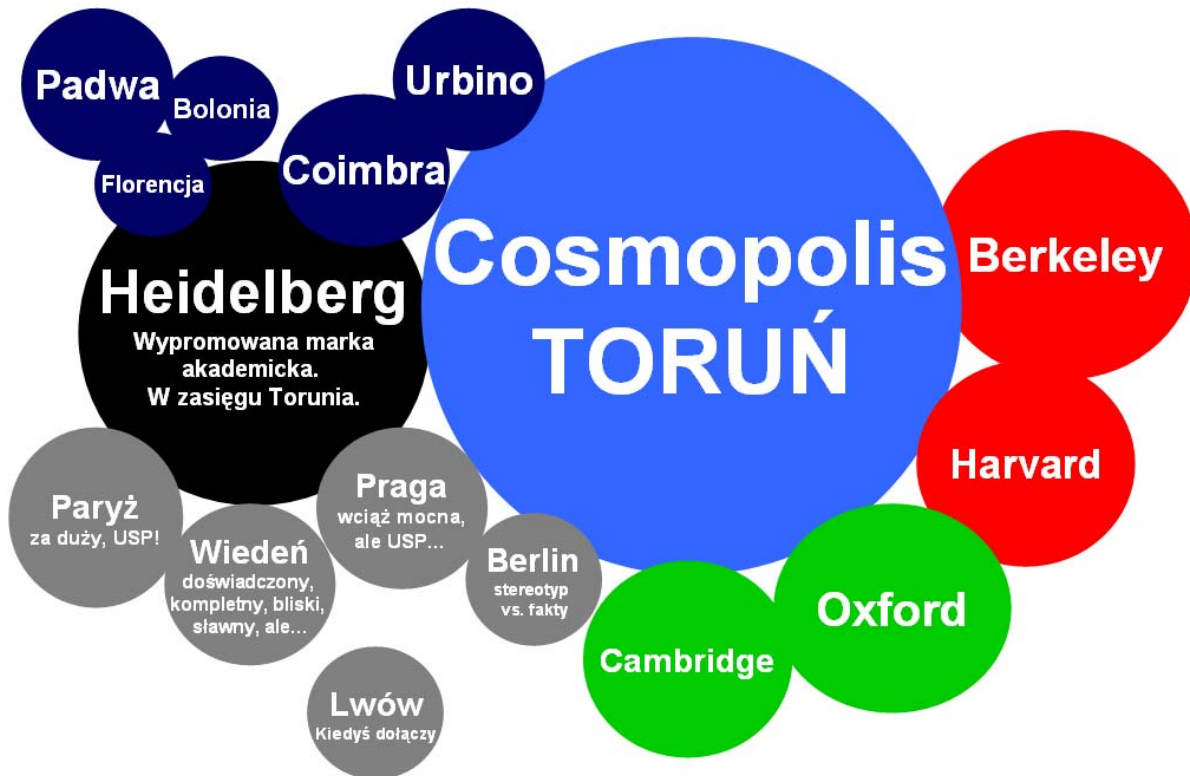 Padwa
Bolonia
Florencja
Coimbra
Urbino
Cosmopolis
TORUŃ
Heidelberg
Wypromowana marka
akademicka.
W zasięgu Torunia.
Berkeley
Harvard
Oxford
Cambridge
Paryż
za duży, USP!
Wiedeń
doświadczony,
kompletny, bliski,
sławny, ale...
Praga
wciąż mocna,
ale USP...
Berlin
stereotyp
vs. fakty
Lwów
Kiedyś dołączy